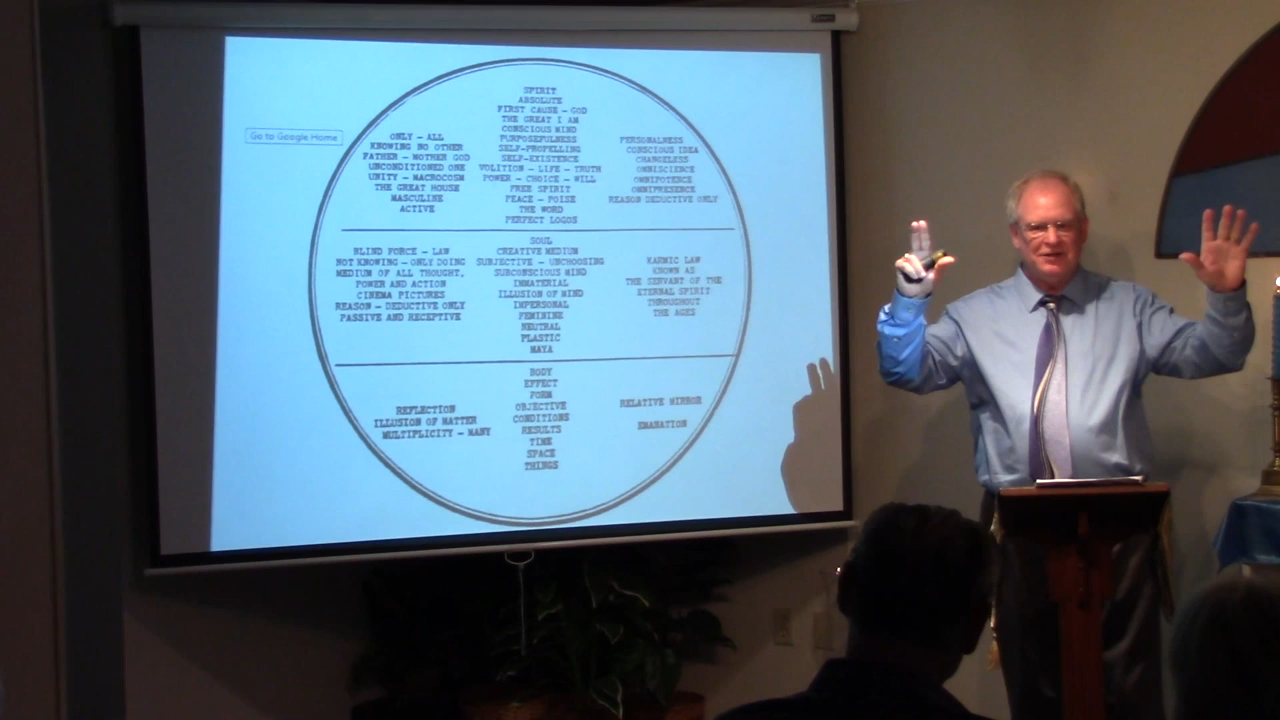 Go to Google Home
SPIRIT
ABSOLUTE
FIRST CAUSE – GOD
THE GREAT I AM
CONSCIOUS MIND
PURPOSEFULNESS
SELF-PROPELLING
SELF-EXISTENCE
VOLITION – LIFE – TRUTH
POWER – CHOICE – WILL
FREE SPIRIT
PEACE – POISE
THE WORD
PERFECT LOGOS
ONLY – ALL
KNOWING NO OTHER
FATHER – MOTHER GOD
UNCONDITIONED ONE
UNITY – MACROCOSM
THE GREAT HOUSE
MASCULINE
ACTIVE
PERSONALNESS
CONSCIOUS IDEA
CHANGELESS
OMNISCIENCE
OMNIPOTENCE
OMNIPRESENCE
REASON DEDUCTIVE ONLY
BLIND FORCE – LAW
NOT KNOWING – ONLY DOING
MEDIUM OF ALL THOUGHT,
POWER AND ACTION
CINEMA PICTURES
REASON – DEDUCTIVE ONLY
PASSIVE AND RECEPTIVE
SOUL
CREATIVE MEDIUM
SUBJECTIVE – UNCHOOSING
SUBCONSCIOUS MIND
IMMATERIAL
ILLUSION OF MIND
IMPERSONAL
FEMININE
NEUTRAL
PLASTIC
MAYA
KARMIC LAW
KNOWN AS
THE SERVANT OF THE
ETERNAL SPIRIT
THROUGHOUT
THE AGES
REFLECTION
ILLUSION OF MATTER
MULTIPLICITY – MANY
BODY
EFFECT
FORM
OBJECTIVE
CONDITIONS
RESULTS
TIME
SPACE
THINGS
RELATIVE MIRROR
EMANATION